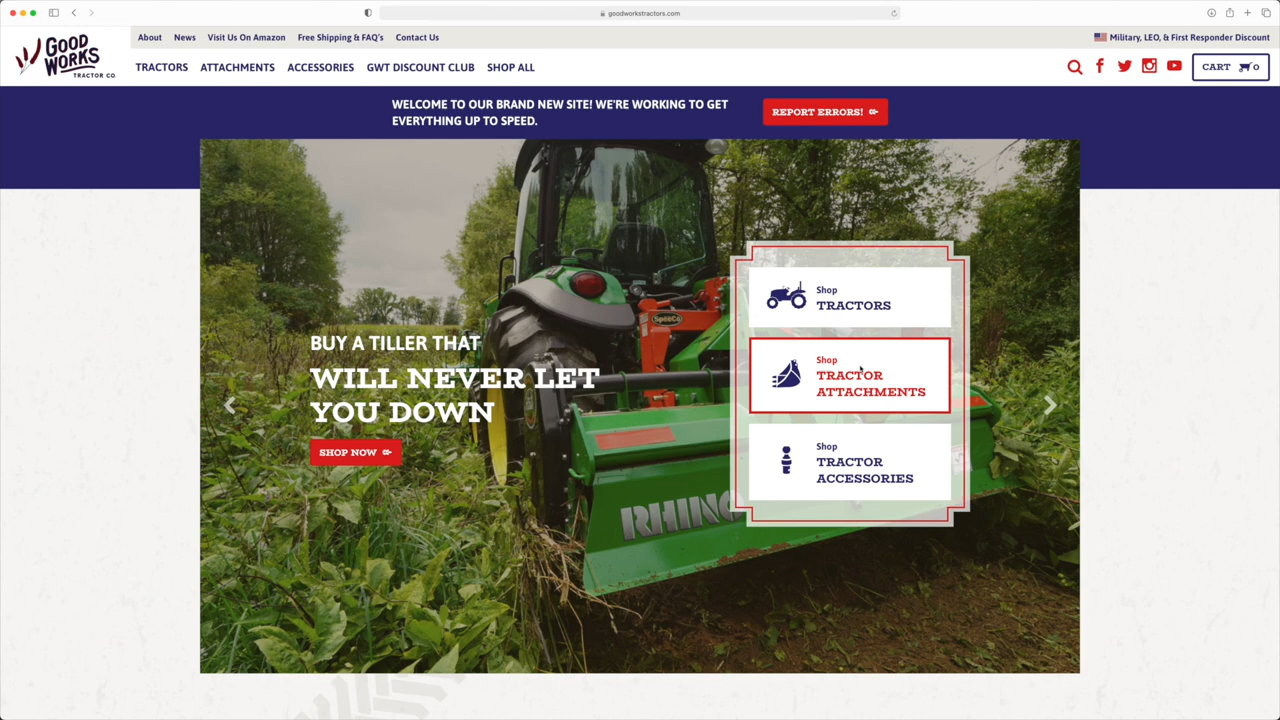 goodworkstractors.com
GOOD
WORKS
TRACTOR CO.
About News Visit Us On Amazon Free Shipping & FAQ's Contact Us
Military, LEO, & First Responder Discount
TRACTORS ATTACHMENTS ACCESSORIES GWT DISCOUNT CLUB SHOP ALL
CART 0
WELCOME TO OUR BRAND NEW SITE! WE'RE WORKING TO GET
EVERYTHING UP TO SPEED.
REPORT ERRORS!
BUY A TILLER THAT
WILL NEVER LET
YOU DOWN
SHOP NOW
Shop
TRACTORS
Shop
TRACTOR
ATTACHMENTS
Shop
TRACTOR
ACCESSORIES
SpeeCo
RHINO